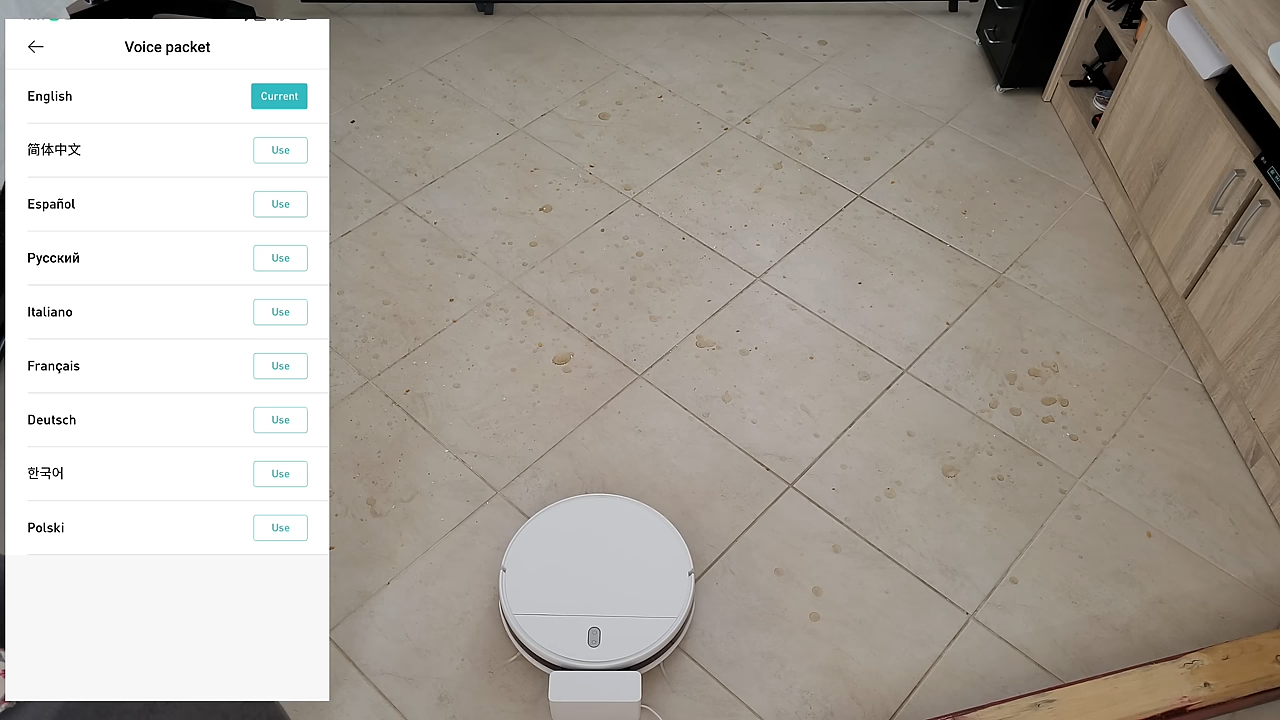 Voice packet
English
Current
简体中文
Use
Español
Use
Русский
Use
Italiano
Use
Français
Use
Deutsch
Use
한국어
Use
Polski
Use